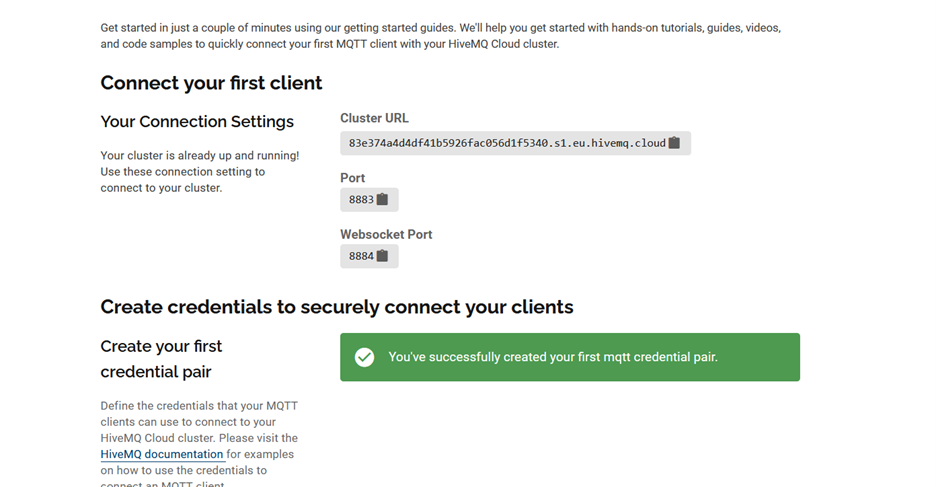 Get started in just a couple of minutes using our getting started guides. We'll help you get started with hands-on tutorials, guides, videos,
and code samples to quickly connect your first MQTT client with your HiveMQ Cloud cluster.
Connect your first client
Your Connection Settings
Your cluster is already up and running!
Use these connection setting to
connect to your cluster.
Cluster URL
83e374a4d4df41b5926fac056d1f5340.s1.eu.hivemq.cloud
Port
8883
Websocket Port
8884
Create credentials to securely connect your clients
Create your first
credential pair
You've successfully created your first mqtt credential pair.
Define the credentials that your MQTT
clients can use to connect to your
HiveMQ Cloud cluster. Please visit the
HiveMQ documentation for examples
on how to use the credentials to
connect an MQTT client